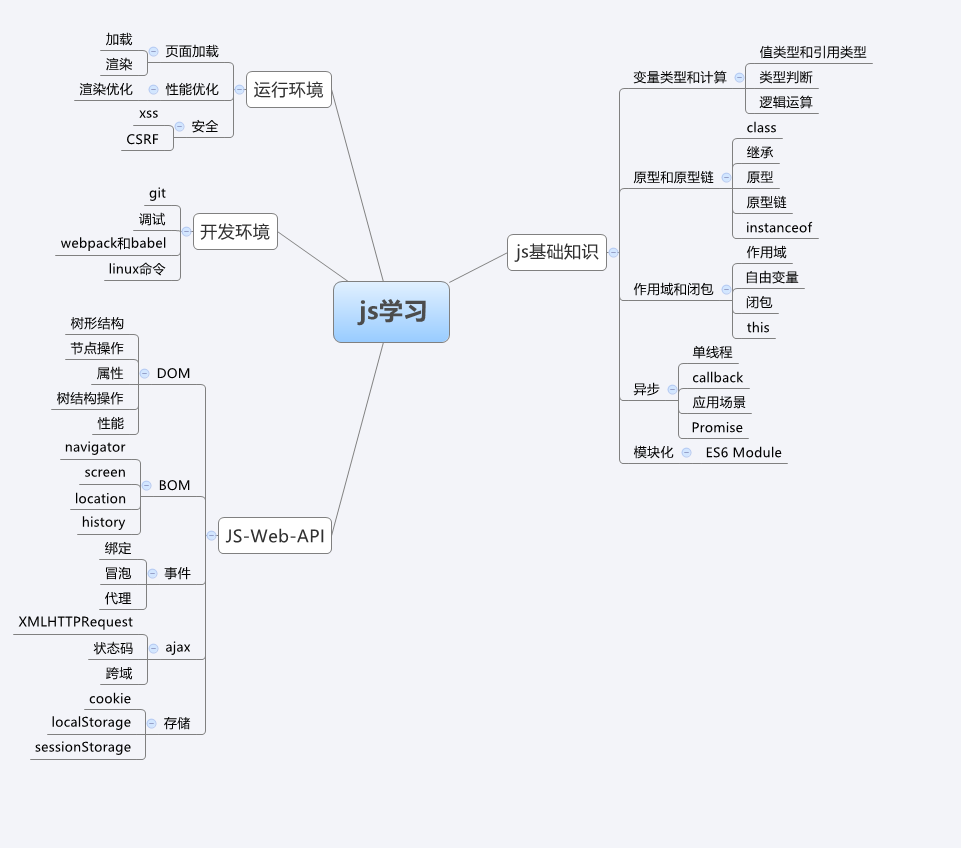 js学习
js基础知识
变量类型和计算
值类型和引用类型
类型判断
逻辑运算
原型和原型链
class
继承
原型
原型链
instanceof
作用域和闭包
作用域
自由变量
闭包
this
异步
单线程
callback
应用场景
Promise
模块化
ES6 Module
运行环境
页面加载
加载
渲染
性能优化
渲染优化
安全
xss
CSRF
开发环境
git
调试
webpack和babel
linux命令
JS-Web-API
DOM
树形结构
节点操作
属性
树结构操作
性能
BOM
navigator
screen
location
history
事件
绑定
冒泡
代理
ajax
XMLHTTPRequest
状态码
跨域
存储
cookie
localStorage
sessionStorage